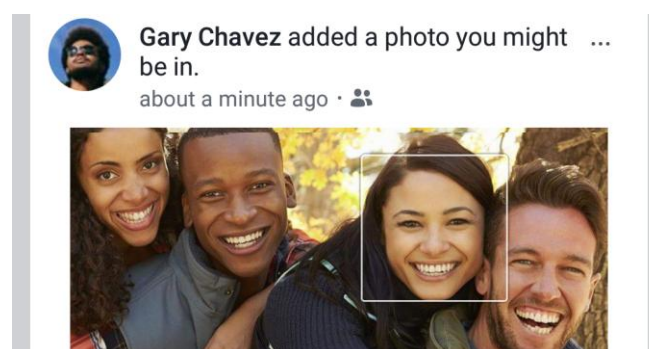 Gary Chavez added a photo you might ...
be in.
about a minute ago ·